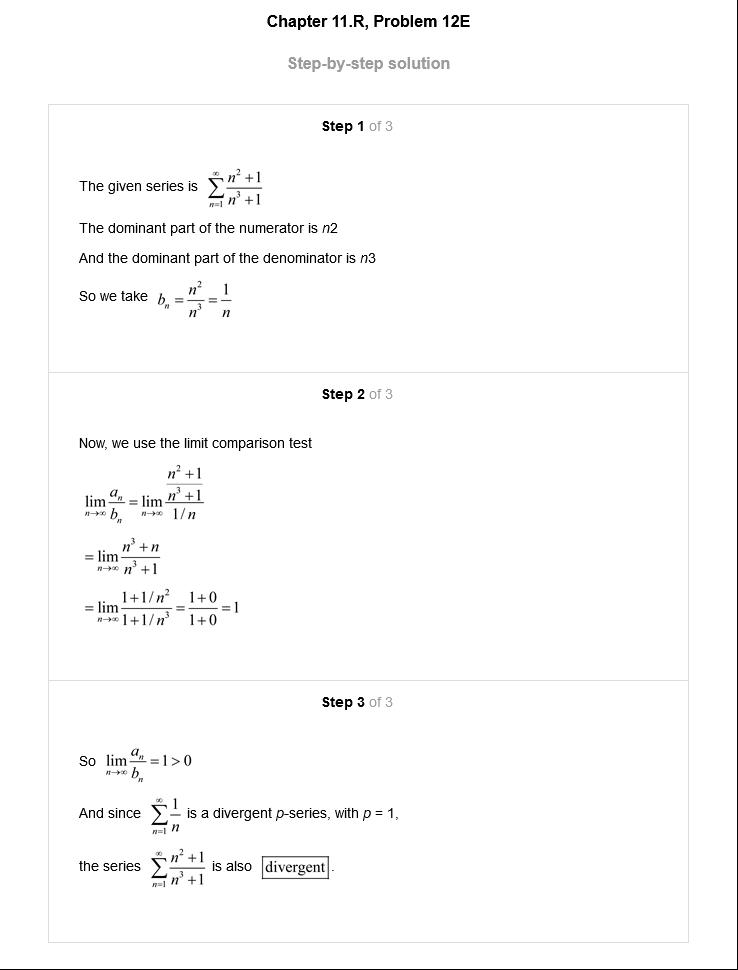 Chapter 11.R, Problem 12E
Step-by-step solution
Step 1 of 3
The given series is $\sum_{n=1}^{\infty} \frac{n^2+1}{n^3+1}$
The dominant part of the numerator is n2
And the dominant part of the denominator is n3
So we take $b_n = \frac{n^2}{n^3} = \frac{1}{n}$
Step 2 of 3
Now, we use the limit comparison test
$\lim_{n\to\infty} \frac{a_n}{b_n} = \lim_{n\to\infty} \frac{\frac{n^2+1}{n^3+1}}{1/n}$
$= \lim_{n\to\infty} \frac{n^3+n}{n^3+1}$
$= \lim_{n\to\infty} \frac{1+1/n^2}{1+1/n^3} = \frac{1+0}{1+0} = 1$
Step 3 of 3
So $\lim_{n\to\infty} \frac{a_n}{b_n} = 1 > 0$
And since $\sum_{n=1}^{\infty} \frac{1}{n}$ is a divergent p-series, with p = 1,
the series $\sum_{n=1}^{\infty} \frac{n^2+1}{n^3+1}$ is also divergent.